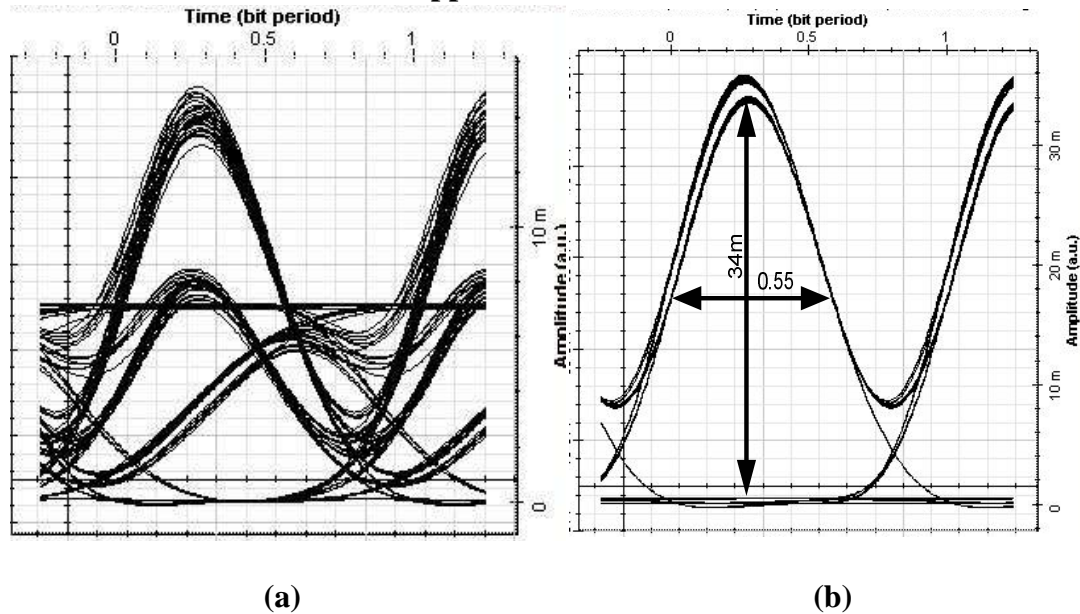 Time (bit period)
0 0.5 1
10 m
0
Amplitude (a.u.)
(a)
Time (bit period)
0 0.5 1
30 m
20 m
10 m
0
Amplitude (a.u.)
34m
0.55
(b)